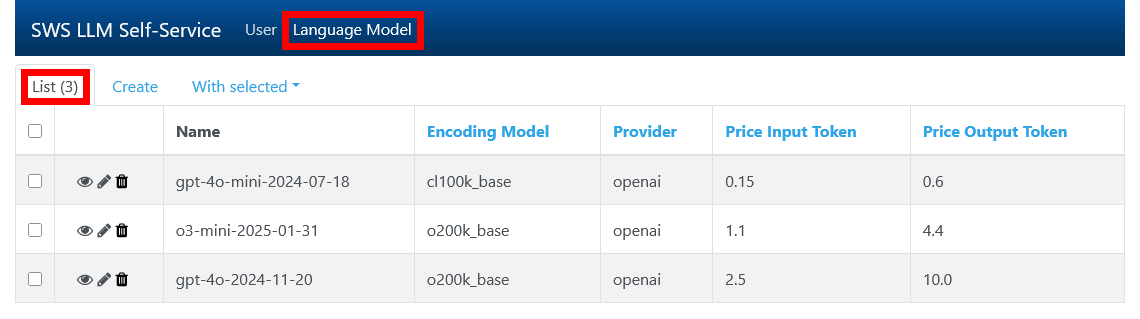 SWS LLM Self-Service User Language Model
List (3) Create With selected
Name Encoding Model Provider Price Input Token Price Output Token
gpt-4o-mini-2024-07-18 cl100k_base openai 0.15 0.6
o3-mini-2025-01-31 o200k_base openai 1.1 4.4
gpt-4o-2024-11-20 o200k_base openai 2.5 10.0